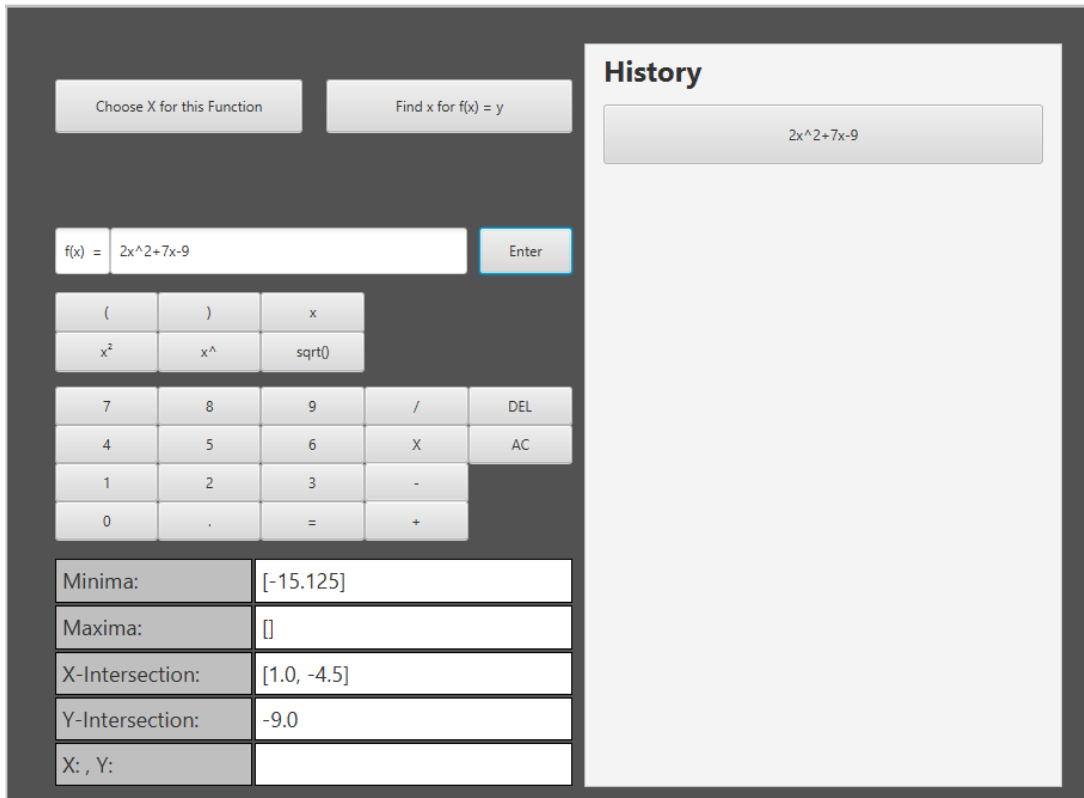 Choose X for this Function
Find x for f(x) = y
History
2x^2+7x-9
f(x) =
2x^2+7x-9
Enter
( ) x
x² x^ sqrt()
7 8 9 / DEL
4 5 6 X AC
1 2 3 -
0 . = +
Minima: [-15.125]
Maxima: []
X-Intersection: [1.0, -4.5]
Y-Intersection: -9.0
X: , Y: